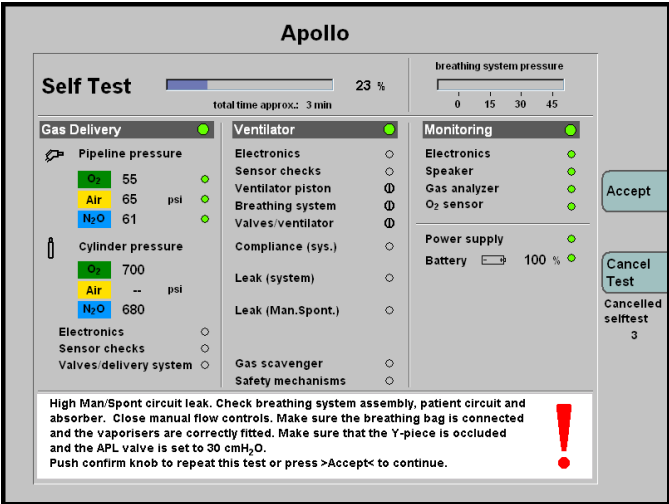 Apollo
Self Test 23 %
total time approx.: 3 min
breathing system pressure
0 15 30 45
Gas Delivery
Pipeline pressure
O₂ 55
Air 65 psi
N₂O 61
Cylinder pressure
O₂ 700
Air -- psi
N₂O 680
Electronics
Sensor checks
Valves/delivery system
Ventilator
Electronics
Sensor checks
Ventilator piston
Breathing system
Valves/ventilator
Compliance (sys.)
Leak (system)
Leak (Man.Spont.)
Gas scavenger
Safety mechanisms
Monitoring
Electronics
Speaker
Gas analyzer
O₂ sensor
Power supply
Battery 100 %
Accept
Cancel
Test
Cancelled
selftest
3
High Man/Spont circuit leak. Check breathing system assembly, patient circuit and
absorber. Close manual flow controls. Make sure the breathing bag is connected
and the vaporisers are correctly fitted. Make sure that the Y-piece is occluded
and the APL valve is set to 30 cmH₂O.
Push confirm knob to repeat this test or press >Accept< to continue.